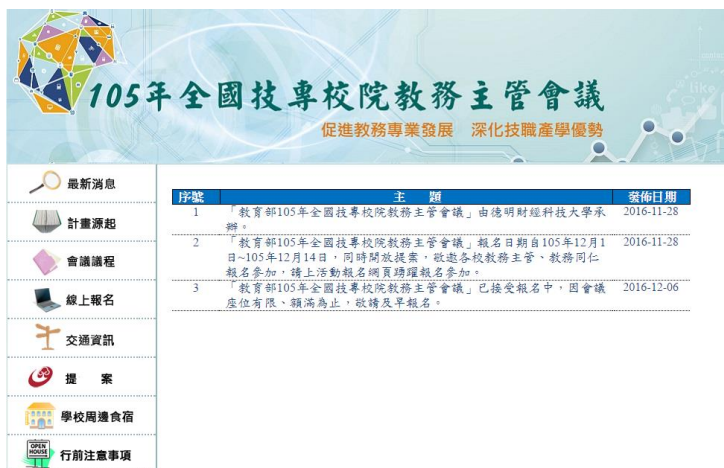 105年全國技專校院教務主管會議
促進教務專業發展 深化技職產學優勢
like
最新消息
計畫源起
會議議程
線上報名
交通資訊
提 案
學校周邊食宿
OPEN
HOUSE
行前注意事項
序號 主 題 發佈日期
1 「教育部105年全國技專校院教務主管會議」由德明財經科技大學承 2016-11-28
辦。
2 「教育部105年全國技專校院教務主管會議」報名日期自105年12月1 2016-11-28
日~105年12月14日，同時開放提案，敬邀各校教務主管、教務同仁
報名參加，請上活動報名網頁踴躍報名參加。
3 「教育部105年全國技專校院教務主管會議」已接受報名中，因會議 2016-12-06
座位有限、額滿為止，敬請及早報名。